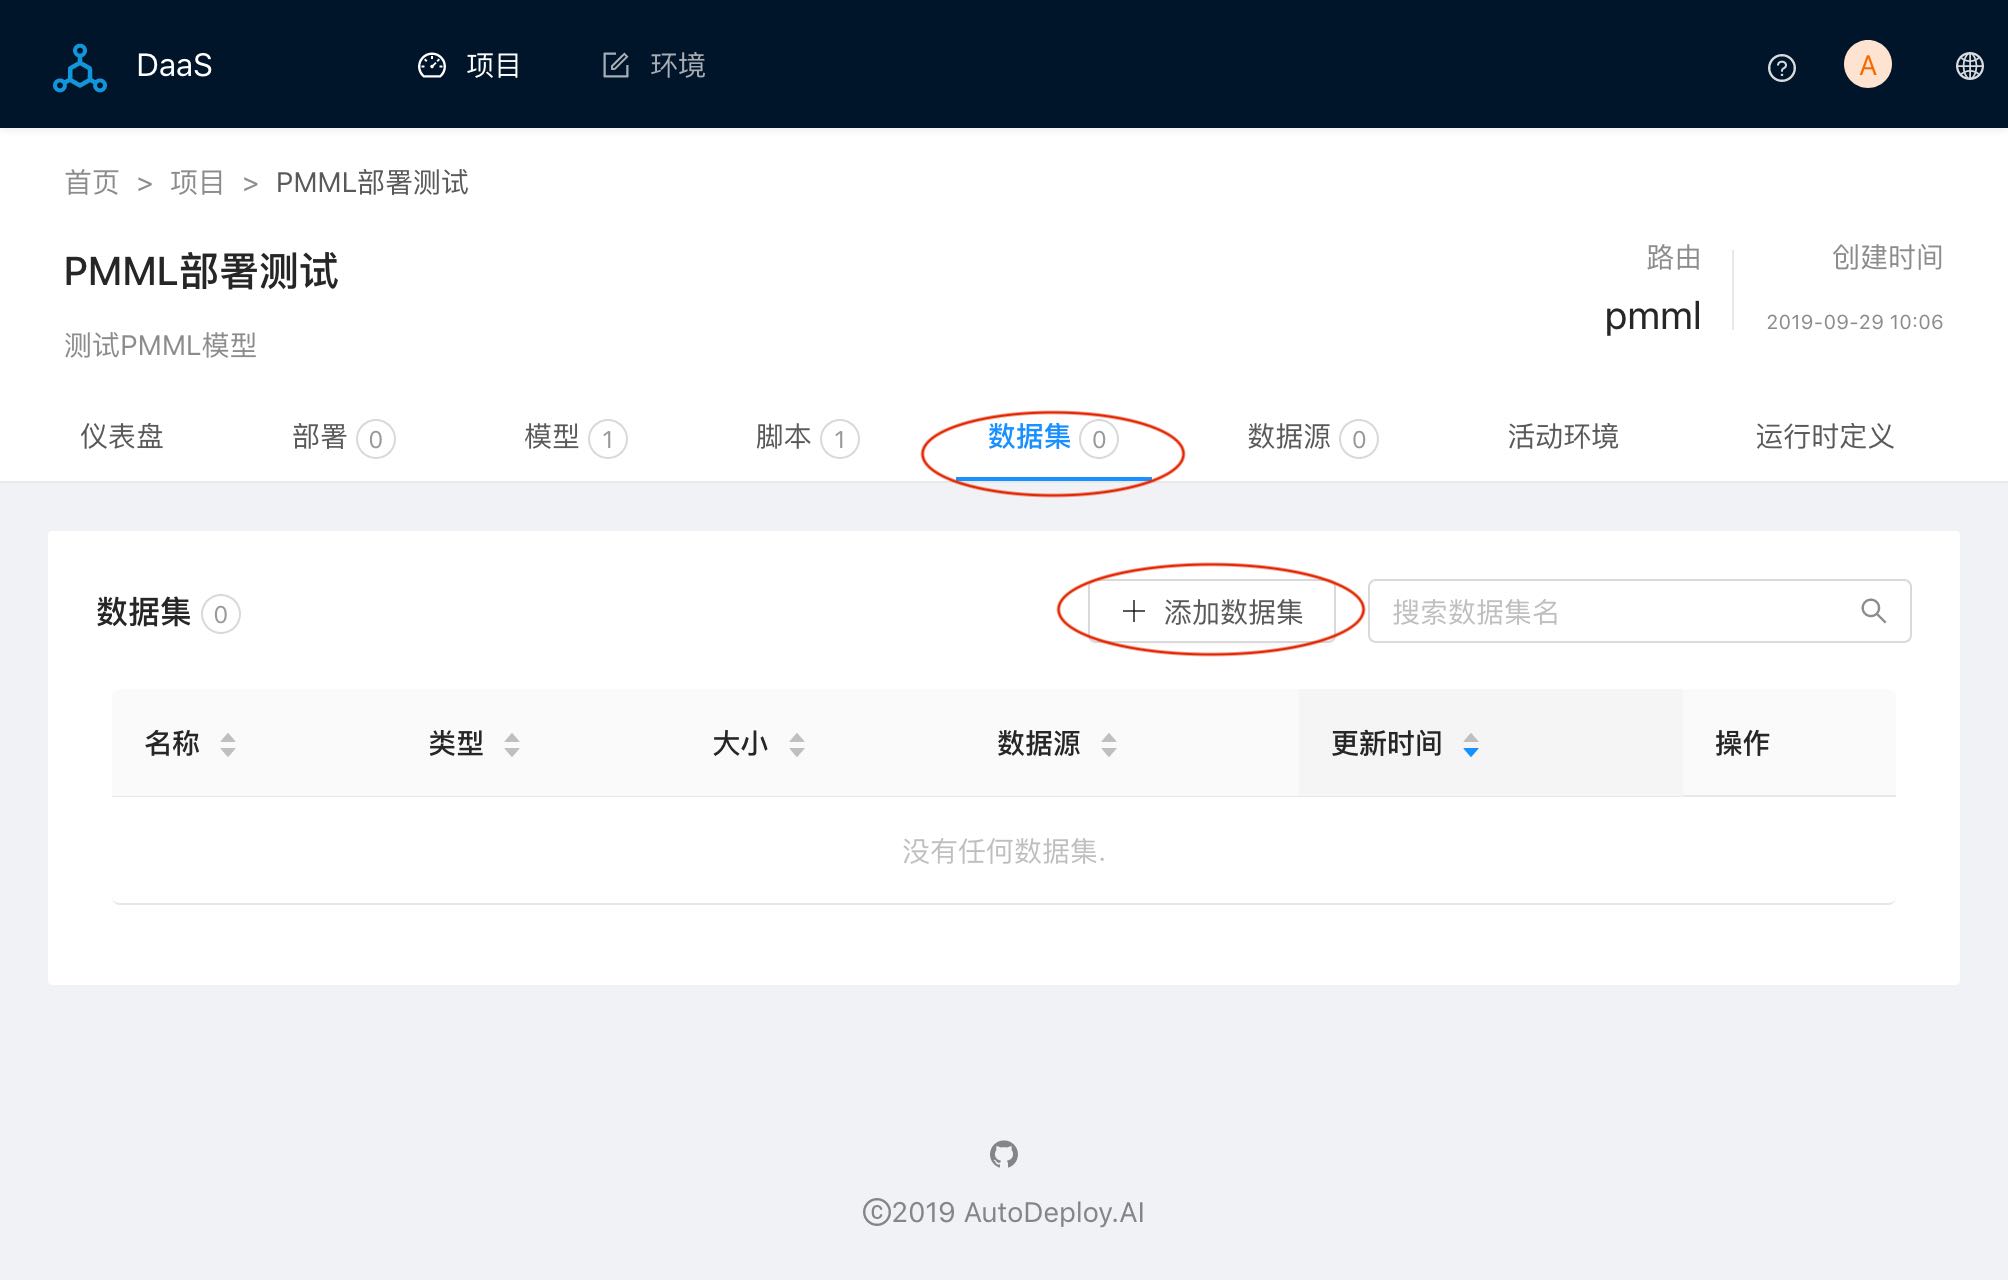 DaaS 项目 环境 A
首页 > 项目 > PMML部署测试
PMML部署测试
测试PMML模型
路由
pmml
创建时间
2019-09-29 10:06
仪表盘 部署 0 模型 1 脚本 1 数据集 0 数据源 0 活动环境 运行时定义
数据集 0 + 添加数据集 搜索数据集名
名称 类型 大小 数据源 更新时间 操作
没有任何数据集.
©2019 AutoDeploy.AI